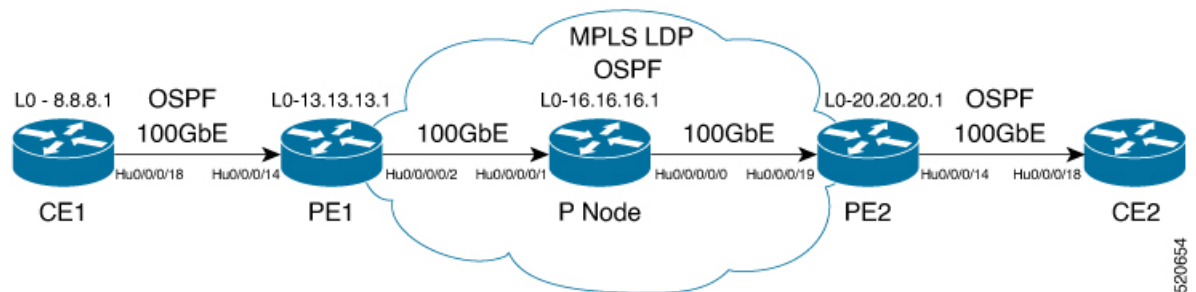 MPLS LDP
OSPF
L0 - 8.8.8.1
OSPF
L0-13.13.13.1
L0-16.16.16.1
L0-20.20.20.1
OSPF
100GbE
100GbE
100GbE
100GbE
Hu0/0/0/18
Hu0/0/0/14
Hu0/0/0/0/2
Hu0/0/0/0/1
Hu0/0/0/0/0
Hu0/0/0/19
Hu0/0/0/14
Hu0/0/0/18
CE1
PE1
P Node
PE2
CE2
520654